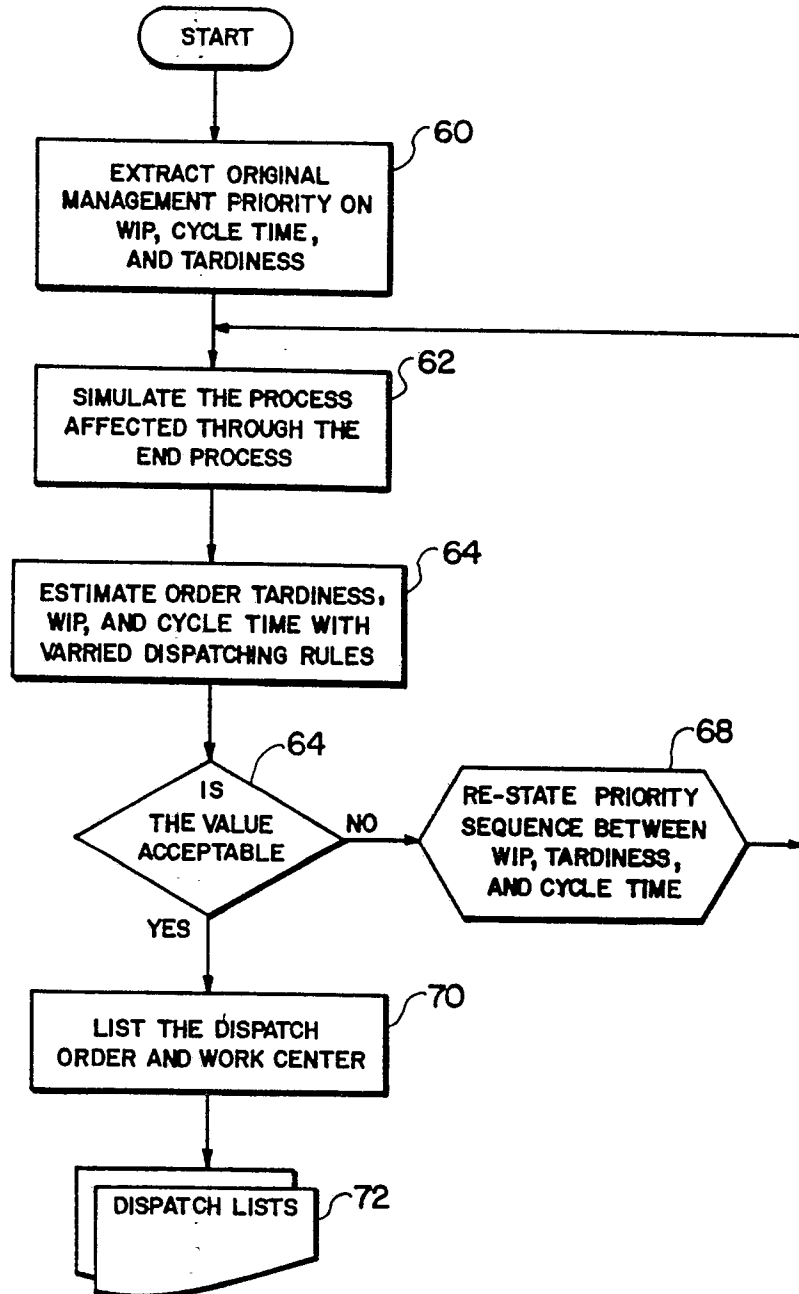 START
60
EXTRACT ORIGINAL
MANAGEMENT PRIORITY ON
WIP, CYCLE TIME,
AND TARDINESS
62
SIMULATE THE PROCESS
AFFECTED THROUGH THE
END PROCESS
64
ESTIMATE ORDER TARDINESS,
WIP, AND CYCLE TIME WITH
VARRIED DISPATCHING RULES
64
IS
THE VALUE
ACCEPTABLE
NO
68
RE-STATE PRIORITY
SEQUENCE BETWEEN
WIP, TARDINESS,
AND CYCLE TIME
YES
70
LIST THE DISPATCH
ORDER AND WORK CENTER
DISPATCH LISTS
72